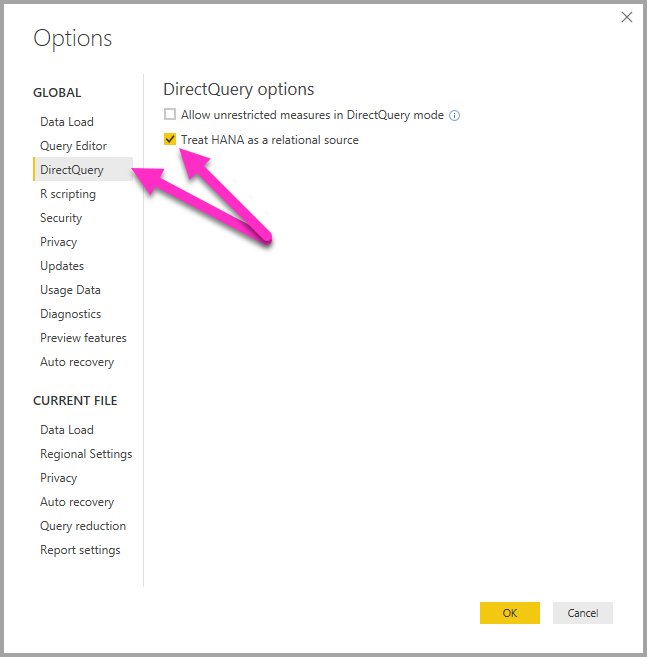 Options
GLOBAL
Data Load
Query Editor
DirectQuery
R scripting
Security
Privacy
Updates
Usage Data
Diagnostics
Preview features
Auto recovery
CURRENT FILE
Data Load
Regional Settings
Privacy
Auto recovery
Query reduction
Report settings
DirectQuery options
Allow unrestricted measures in DirectQuery mode
Treat HANA as a relational source
OK
Cancel